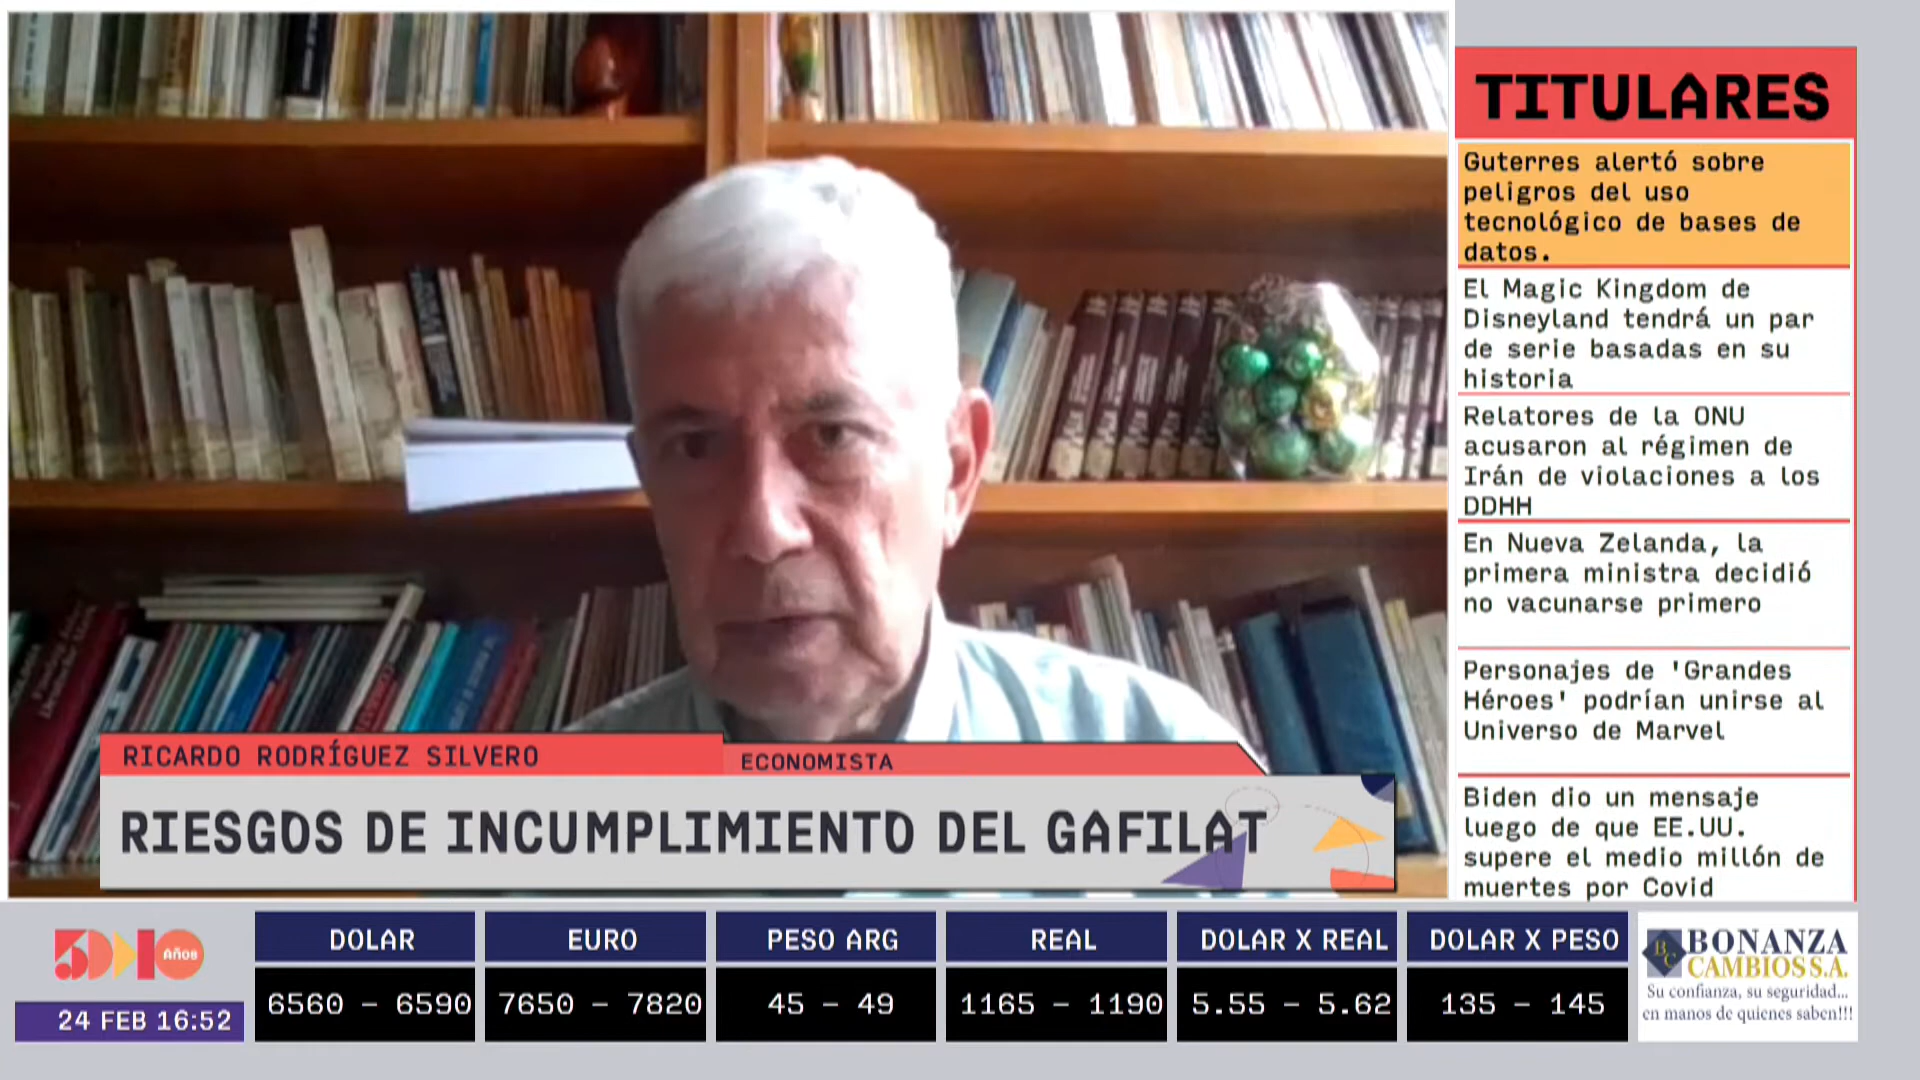 TITULARES
Guterres alertó sobre
peligros del uso
tecnológico de bases de
datos.
El Magic Kingdom de
Disneyland tendrá un par
de serie basadas en su
historia
Relatores de la ONU
acusaron al régimen de
Irán de violaciones a los
DDHH
En Nueva Zelanda, la
primera ministra decidió
no vacunarse primero
Personajes de 'Grandes
Héroes' podrían unirse al
Universo de Marvel
Biden dio un mensaje
luego de que EE.UU.
supere el medio millón de
muertes por Covid
RICARDO RODRÍGUEZ SILVERO
ECONOMISTA
RIESGOS DE INCUMPLIMIENTO DEL GAFILAT
Años
24 FEB 16:52
DOLAR
6560 - 6590
EURO
7650 - 7820
PESO ARG
45 - 49
REAL
1165 - 1190
DOLAR X REAL
5.55 - 5.62
DOLAR X PESO
135 - 145
BC
BONANZA
CAMBIOS S.A.
Su confianza, su seguridad...
en manos de quienes saben!!!